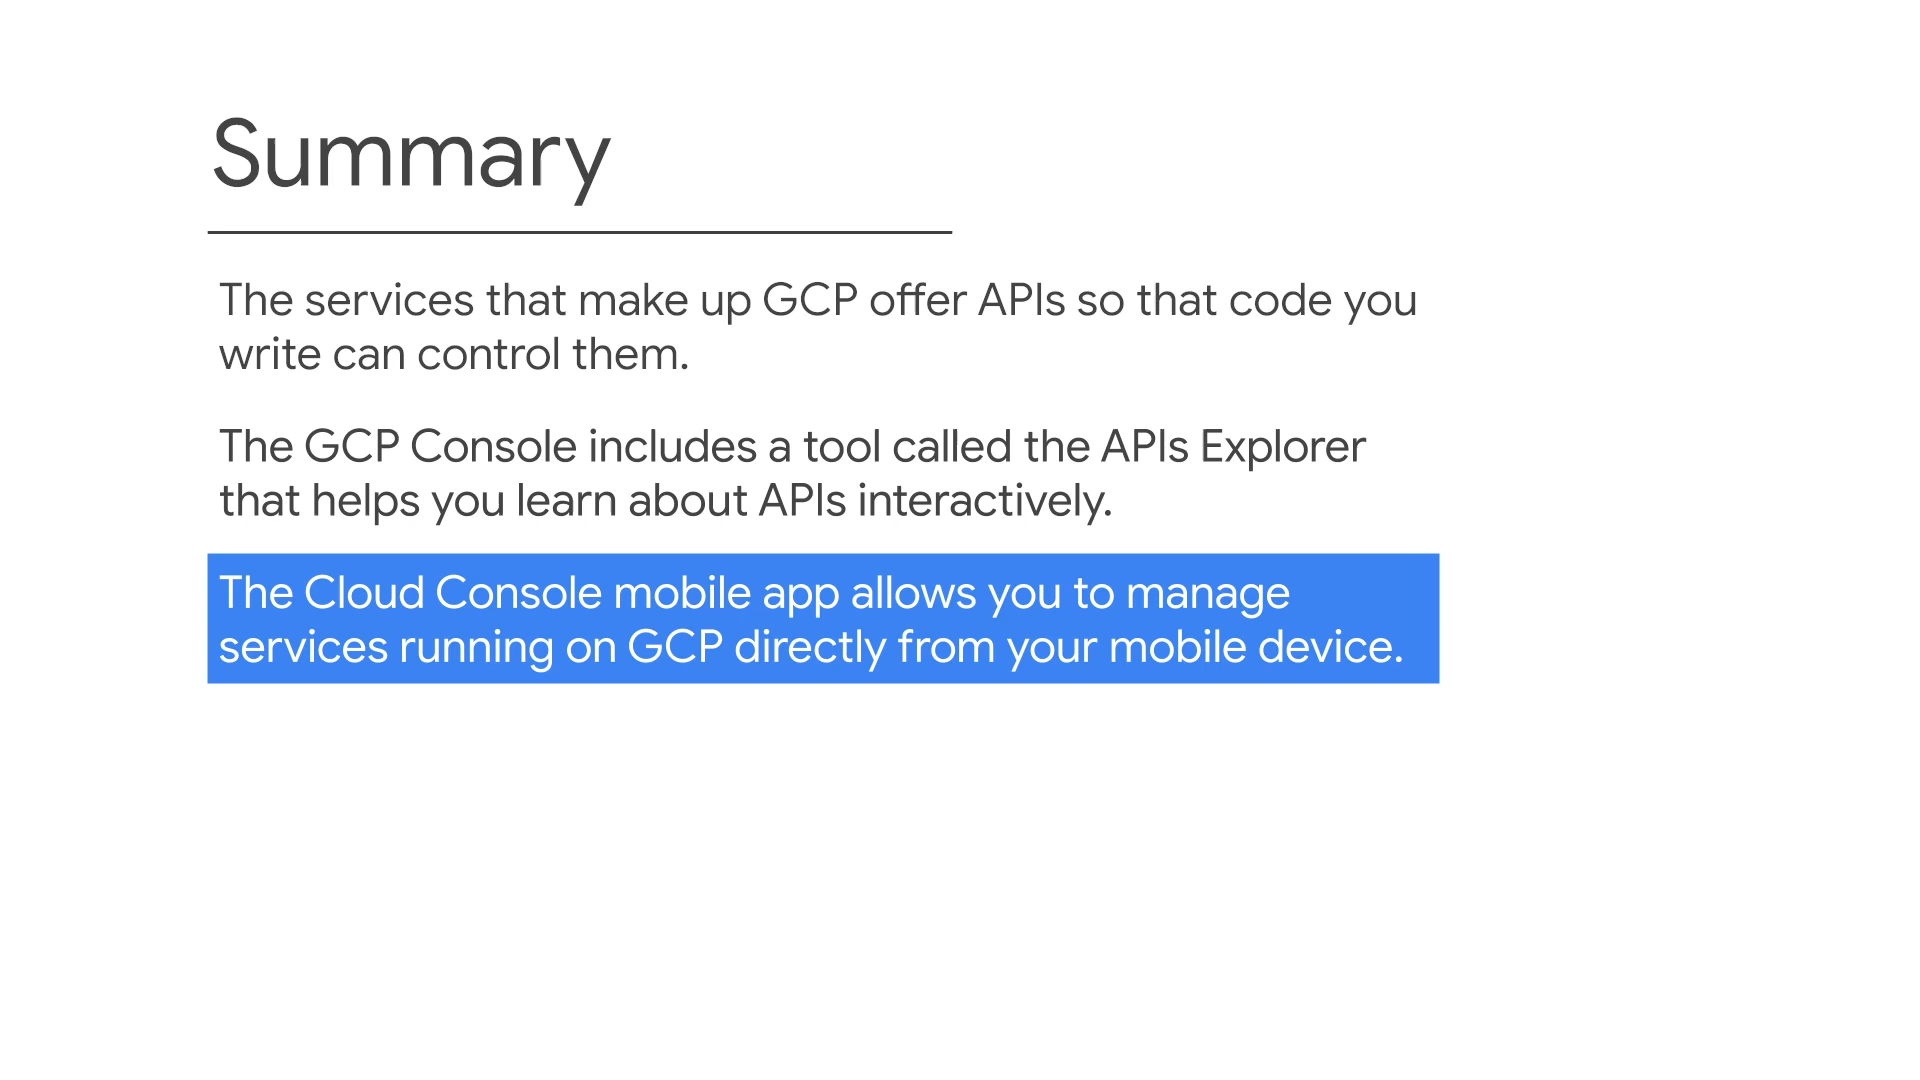 Summary
The services that make up GCP offer APIs so that code you
write can control them.
The GCP Console includes a tool called the APIs Explorer
that helps you learn about APIs interactively.
The Cloud Console mobile app allows you to manage
services running on GCP directly from your mobile device.